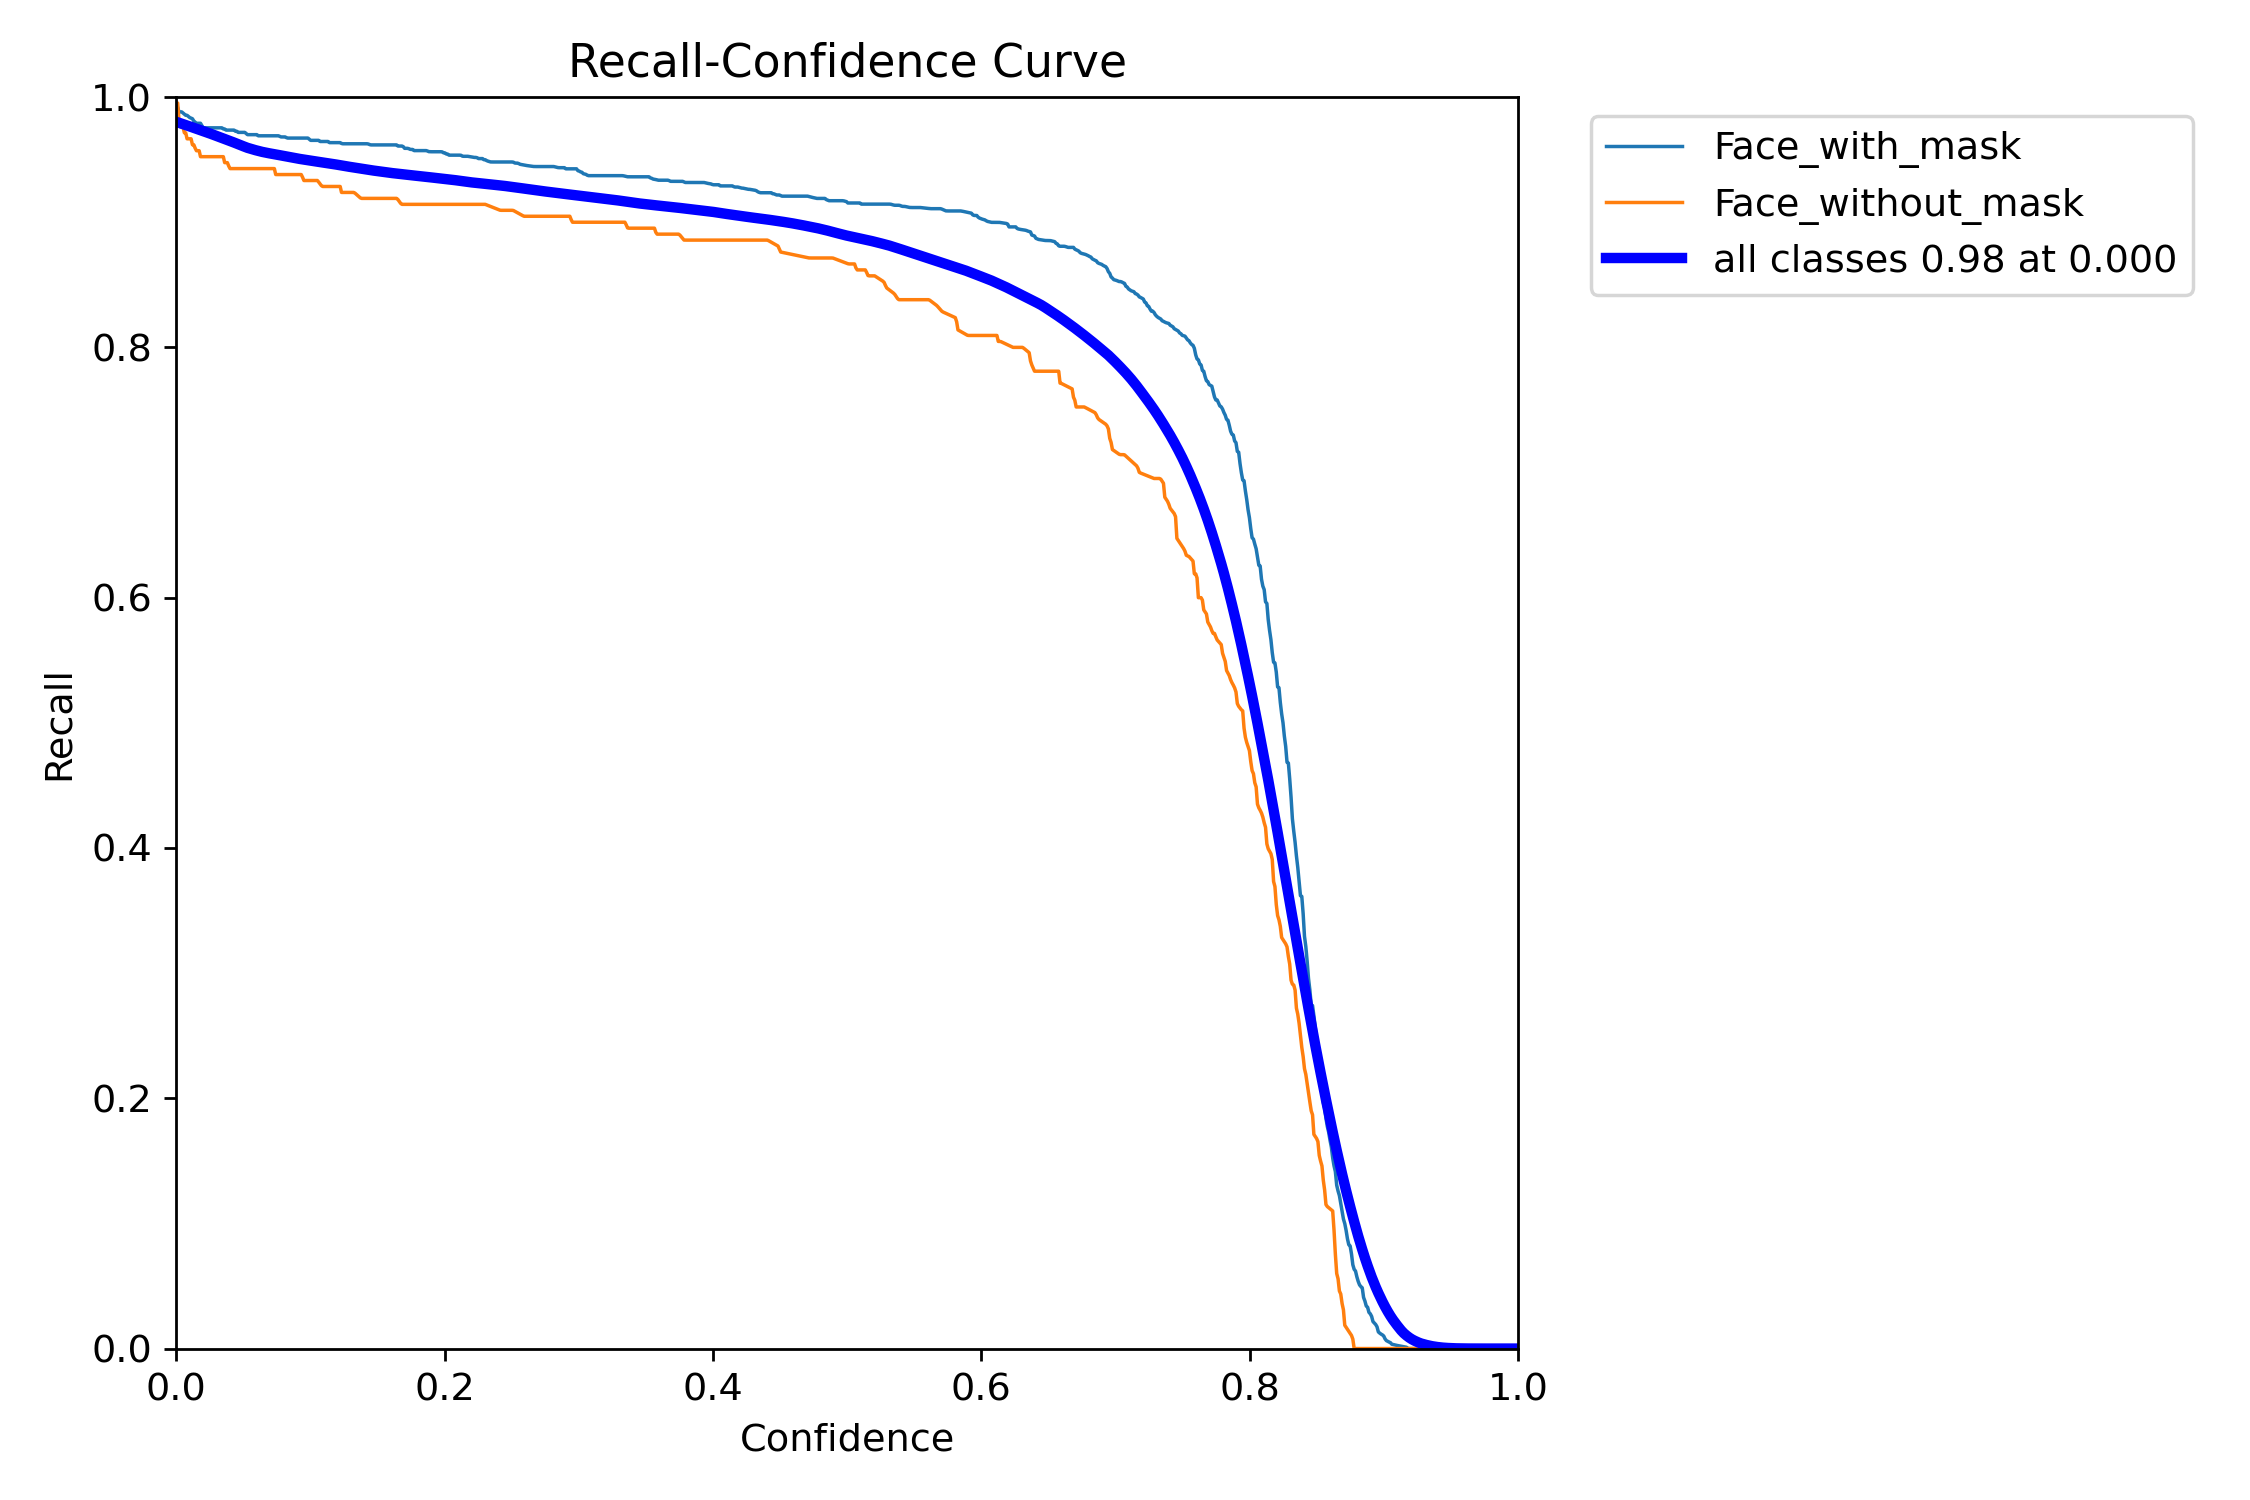 Recall-Confidence Curve
1.0
0.8
0.6
0.4
0.2
0.0
Recall
0.0 0.2 0.4 0.6 0.8 1.0
Confidence
Face_with_mask
Face_without_mask
all classes 0.98 at 0.000